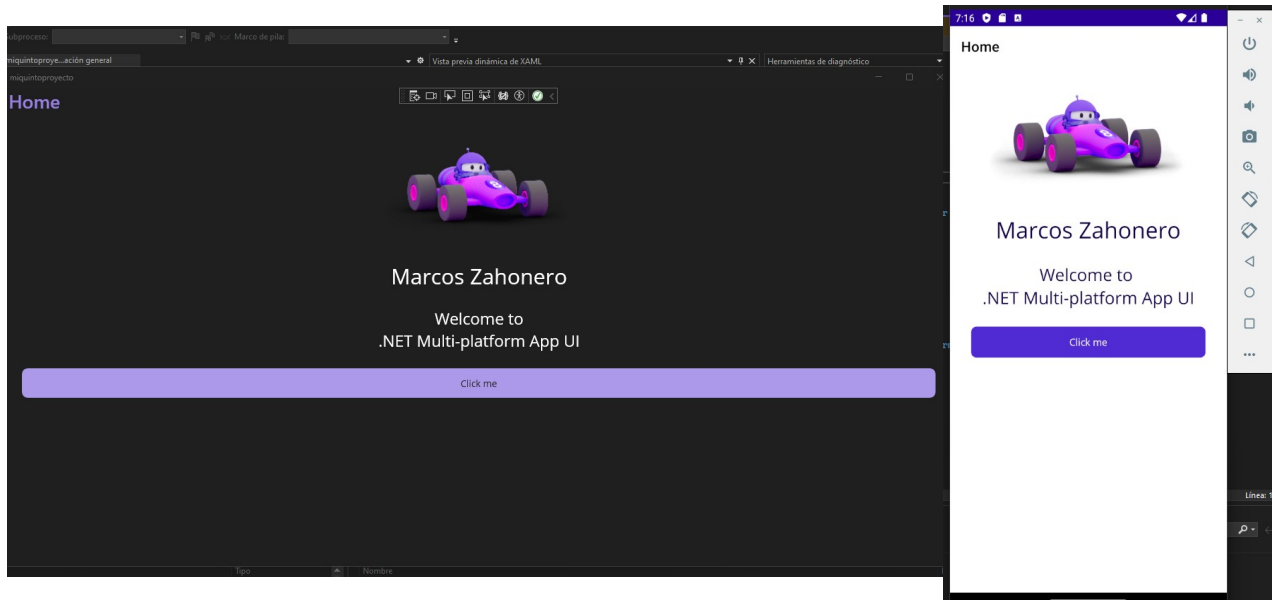 Subproceso:
Marco de pila:
miquintoproye...ación general
Vista previa dinámica de XAML
Herramientas de diagnóstico
miquintoproyecto
Home
Marcos Zahonero
Welcome to
.NET Multi-platform App UI
Click me
Tipo
Nombre
7:16
Home
Marcos Zahonero
Welcome to
.NET Multi-platform App UI
Click me
Línea: 1